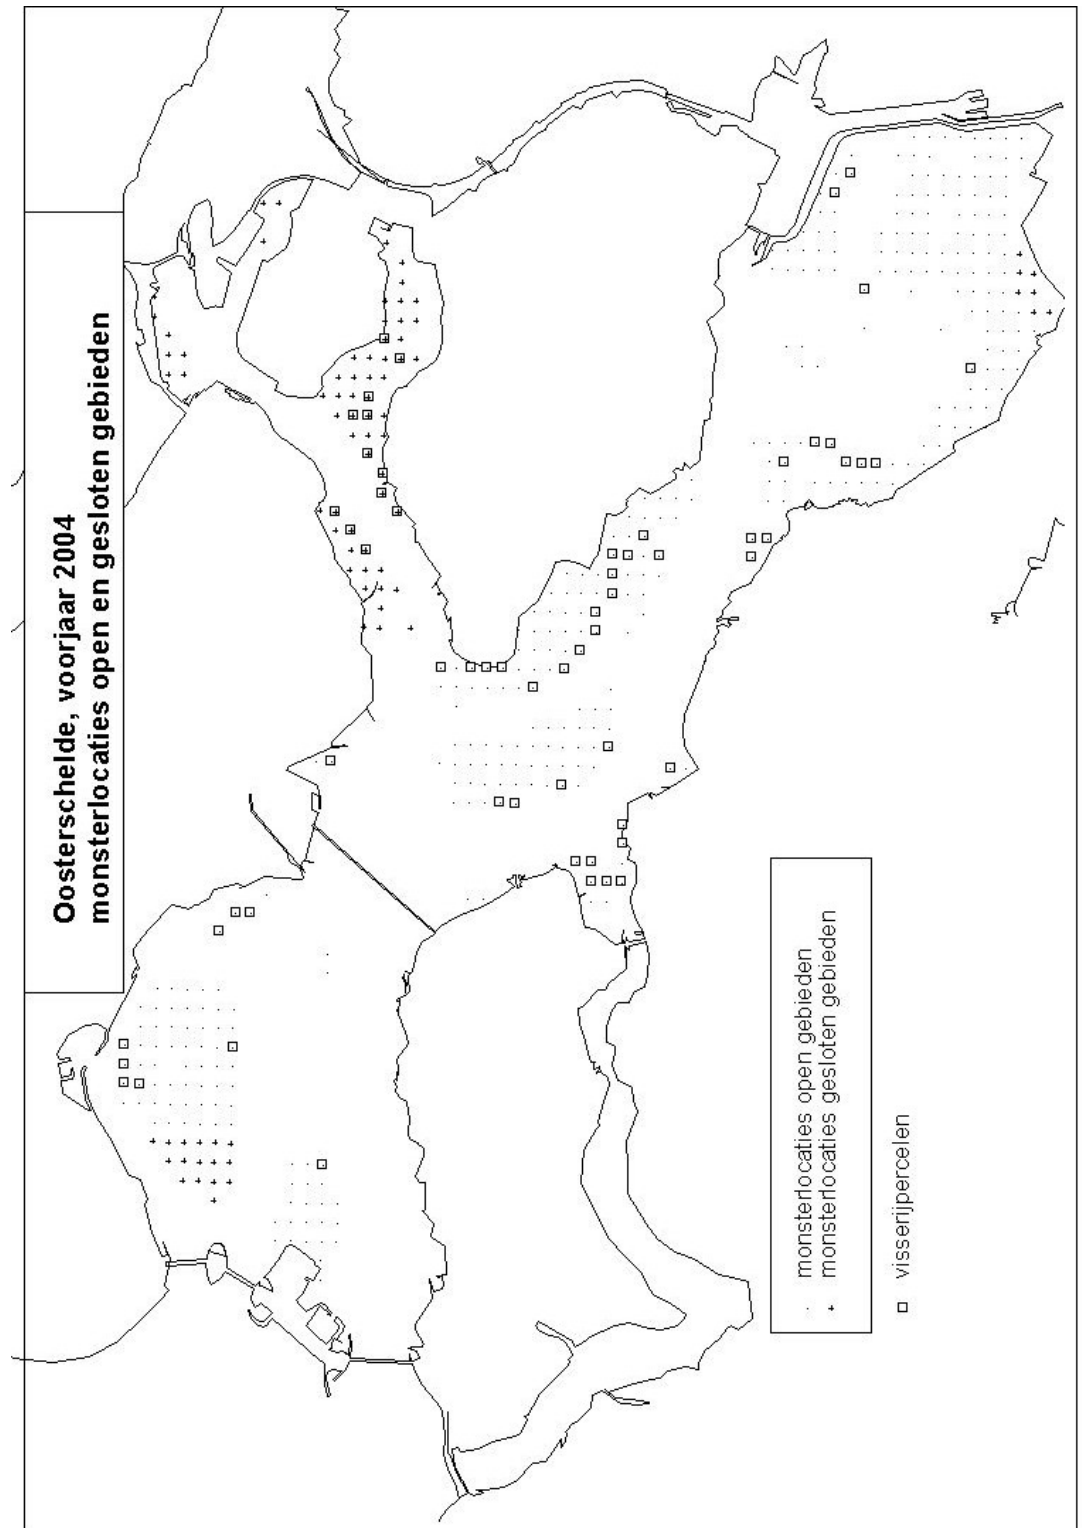 Oosterschelde, voorjaar 2004
monsterlocaties open en gesloten gebieden
monsterlocaties open gebieden
monsterlocaties gesloten gebieden
visserijpercelen